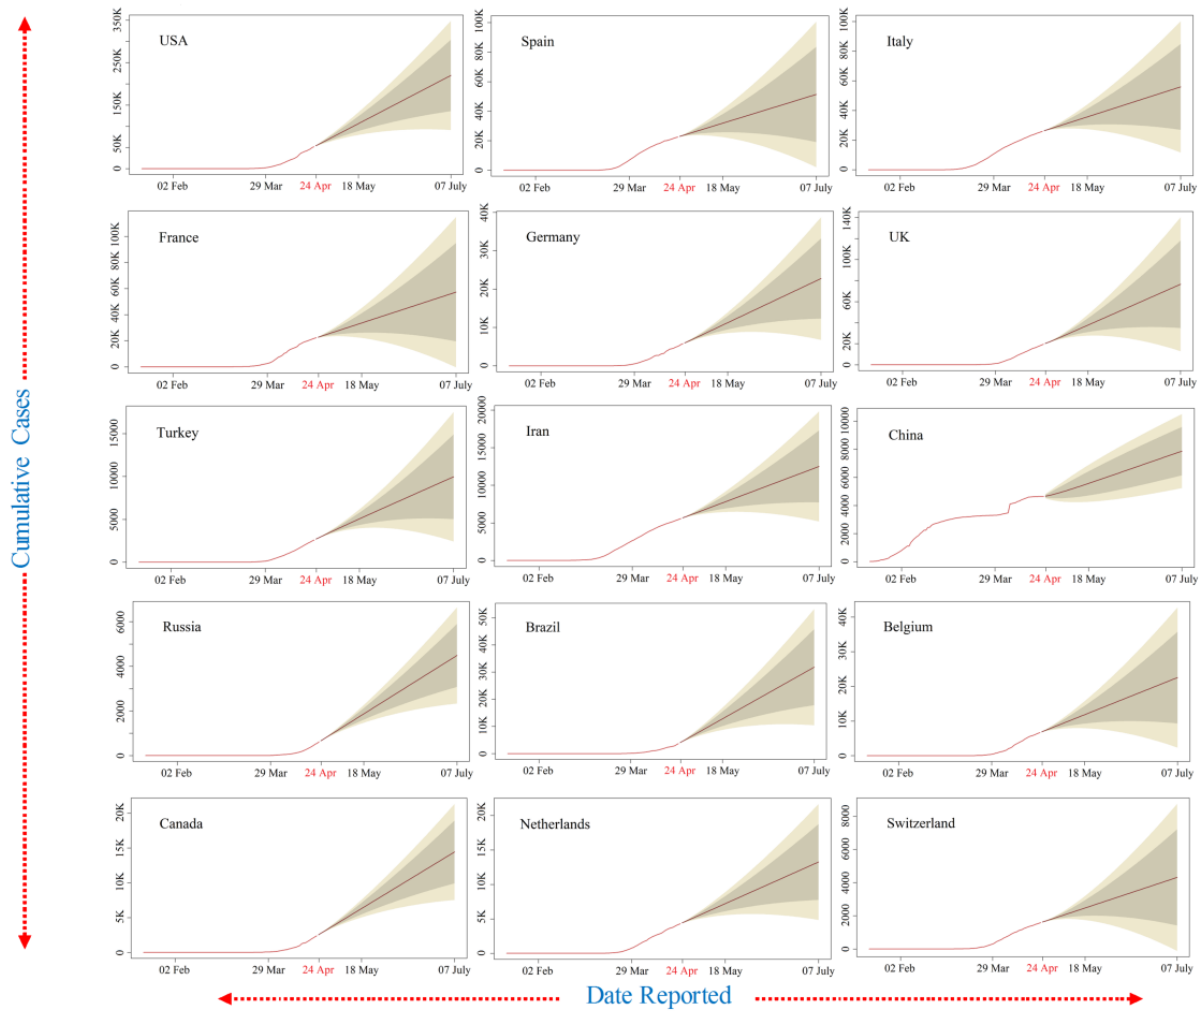 Cumulative Cases
USA
350K
250K
150K
50K
0
02 Feb 29 Mar 24 Apr 18 May 07 July
Spain
100K
80K
60K
40K
20K
0
02 Feb 29 Mar 24 Apr 18 May 07 July
Italy
100K
80K
60K
40K
20K
0
02 Feb 29 Mar 24 Apr 18 May 07 July
France
100K
80K
60K
40K
20K
0
02 Feb 29 Mar 24 Apr 18 May 07 July
Germany
40K
30K
20K
10K
0
02 Feb 29 Mar 24 Apr 18 May 07 July
UK
140K
100K
60K
20K
0
02 Feb 29 Mar 24 Apr 18 May 07 July
Turkey
15000
10000
5000
0
02 Feb 29 Mar 24 Apr 18 May 07 July
Iran
20000
15000
10000
5000
0
02 Feb 29 Mar 24 Apr 18 May 07 July
China
10000
8000
6000
4000
2000
0
02 Feb 29 Mar 24 Apr 18 May 07 July
Russia
6000
4000
2000
0
02 Feb 29 Mar 24 Apr 18 May 07 July
Brazil
50K
40K
30K
20K
10K
0
02 Feb 29 Mar 24 Apr 18 May 07 July
Belgium
40K
30K
20K
10K
0
02 Feb 29 Mar 24 Apr 18 May 07 July
Canada
20K
15K
10K
5K
0
02 Feb 29 Mar 24 Apr 18 May 07 July
Netherlands
20K
15K
10K
5K
0
02 Feb 29 Mar 24 Apr 18 May 07 July
Switzerland
8000
6000
4000
2000
0
02 Feb 29 Mar 24 Apr 18 May 07 July
Date Reported